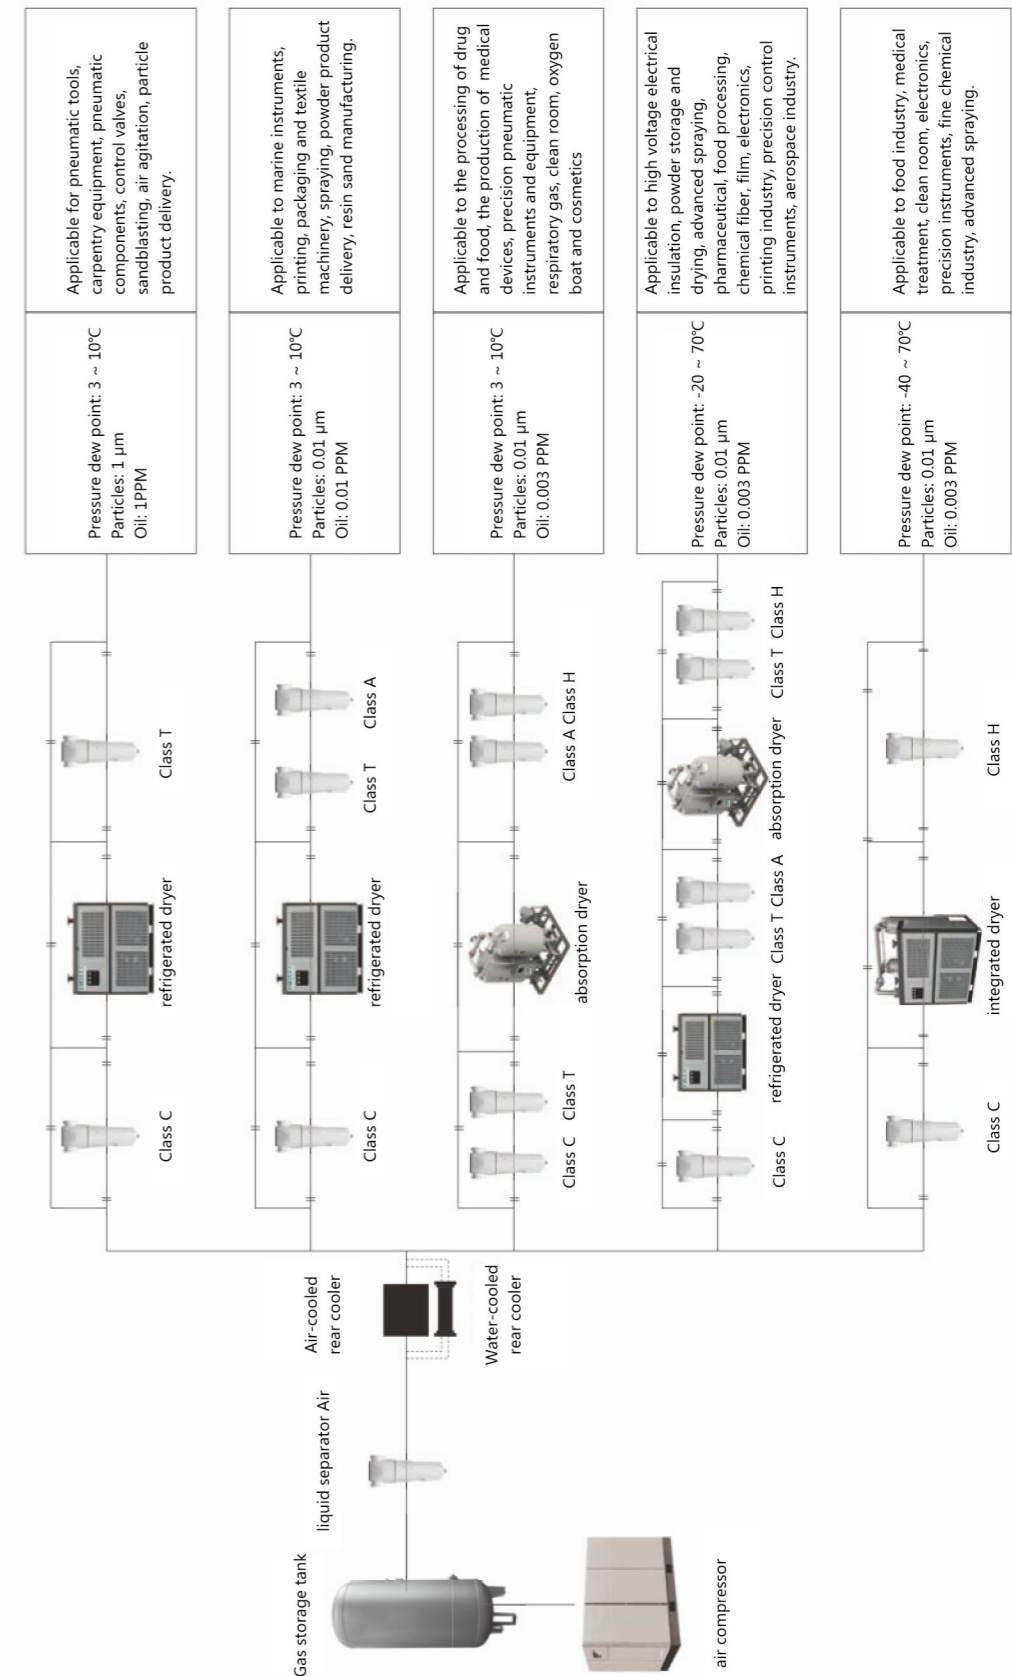 Applicable for pneumatic tools,
carpentry equipment, pneumatic
components, control valves,
sandblasting, air agitation, particle
product delivery.
Pressure dew point: 3 ~ 10℃
Particles: 1 μm
Oil: 1PPM
Class T
refrigerated dryer
Class C
Applicable to marine instruments,
printing, packaging and textile
machinery, spraying, powder product
delivery, resin sand manufacturing.
Pressure dew point: 3 ~ 10℃
Particles: 0.01 μm
Oil: 0.01 PPM
Class A
Class T
refrigerated dryer
Class C
Applicable to the processing of drug
and food, the production of medical
devices, precision pneumatic
instruments and equipment,
respiratory gas, clean room, oxygen
boat and cosmetics
Pressure dew point: 3 ~ 10℃
Particles: 0.01 μm
Oil: 0.003 PPM
Class A Class H
absorption dryer
Class C Class T
Applicable to high voltage electrical
insulation, powder storage and
drying, advanced spraying,
pharmaceutical, food processing,
chemical fiber, film, electronics,
printing industry, precision control
instruments, aerospace industry.
Pressure dew point: -20 ~ 70℃
Particles: 0.01 μm
Oil: 0.003 PPM
Class T Class H
absorption dryer
Class T Class A
refrigerated dryer
Class C
Applicable to food industry, medical
treatment, clean room, electronics,
precision instruments, fine chemical
industry, advanced spraying.
Pressure dew point: -40 ~ 70℃
Particles: 0.01 μm
Oil: 0.003 PPM
Class H
integrated dryer
Class C
Air-cooled
rear cooler
Water-cooled
rear cooler
liquid separator Air
Gas storage tank
air compressor